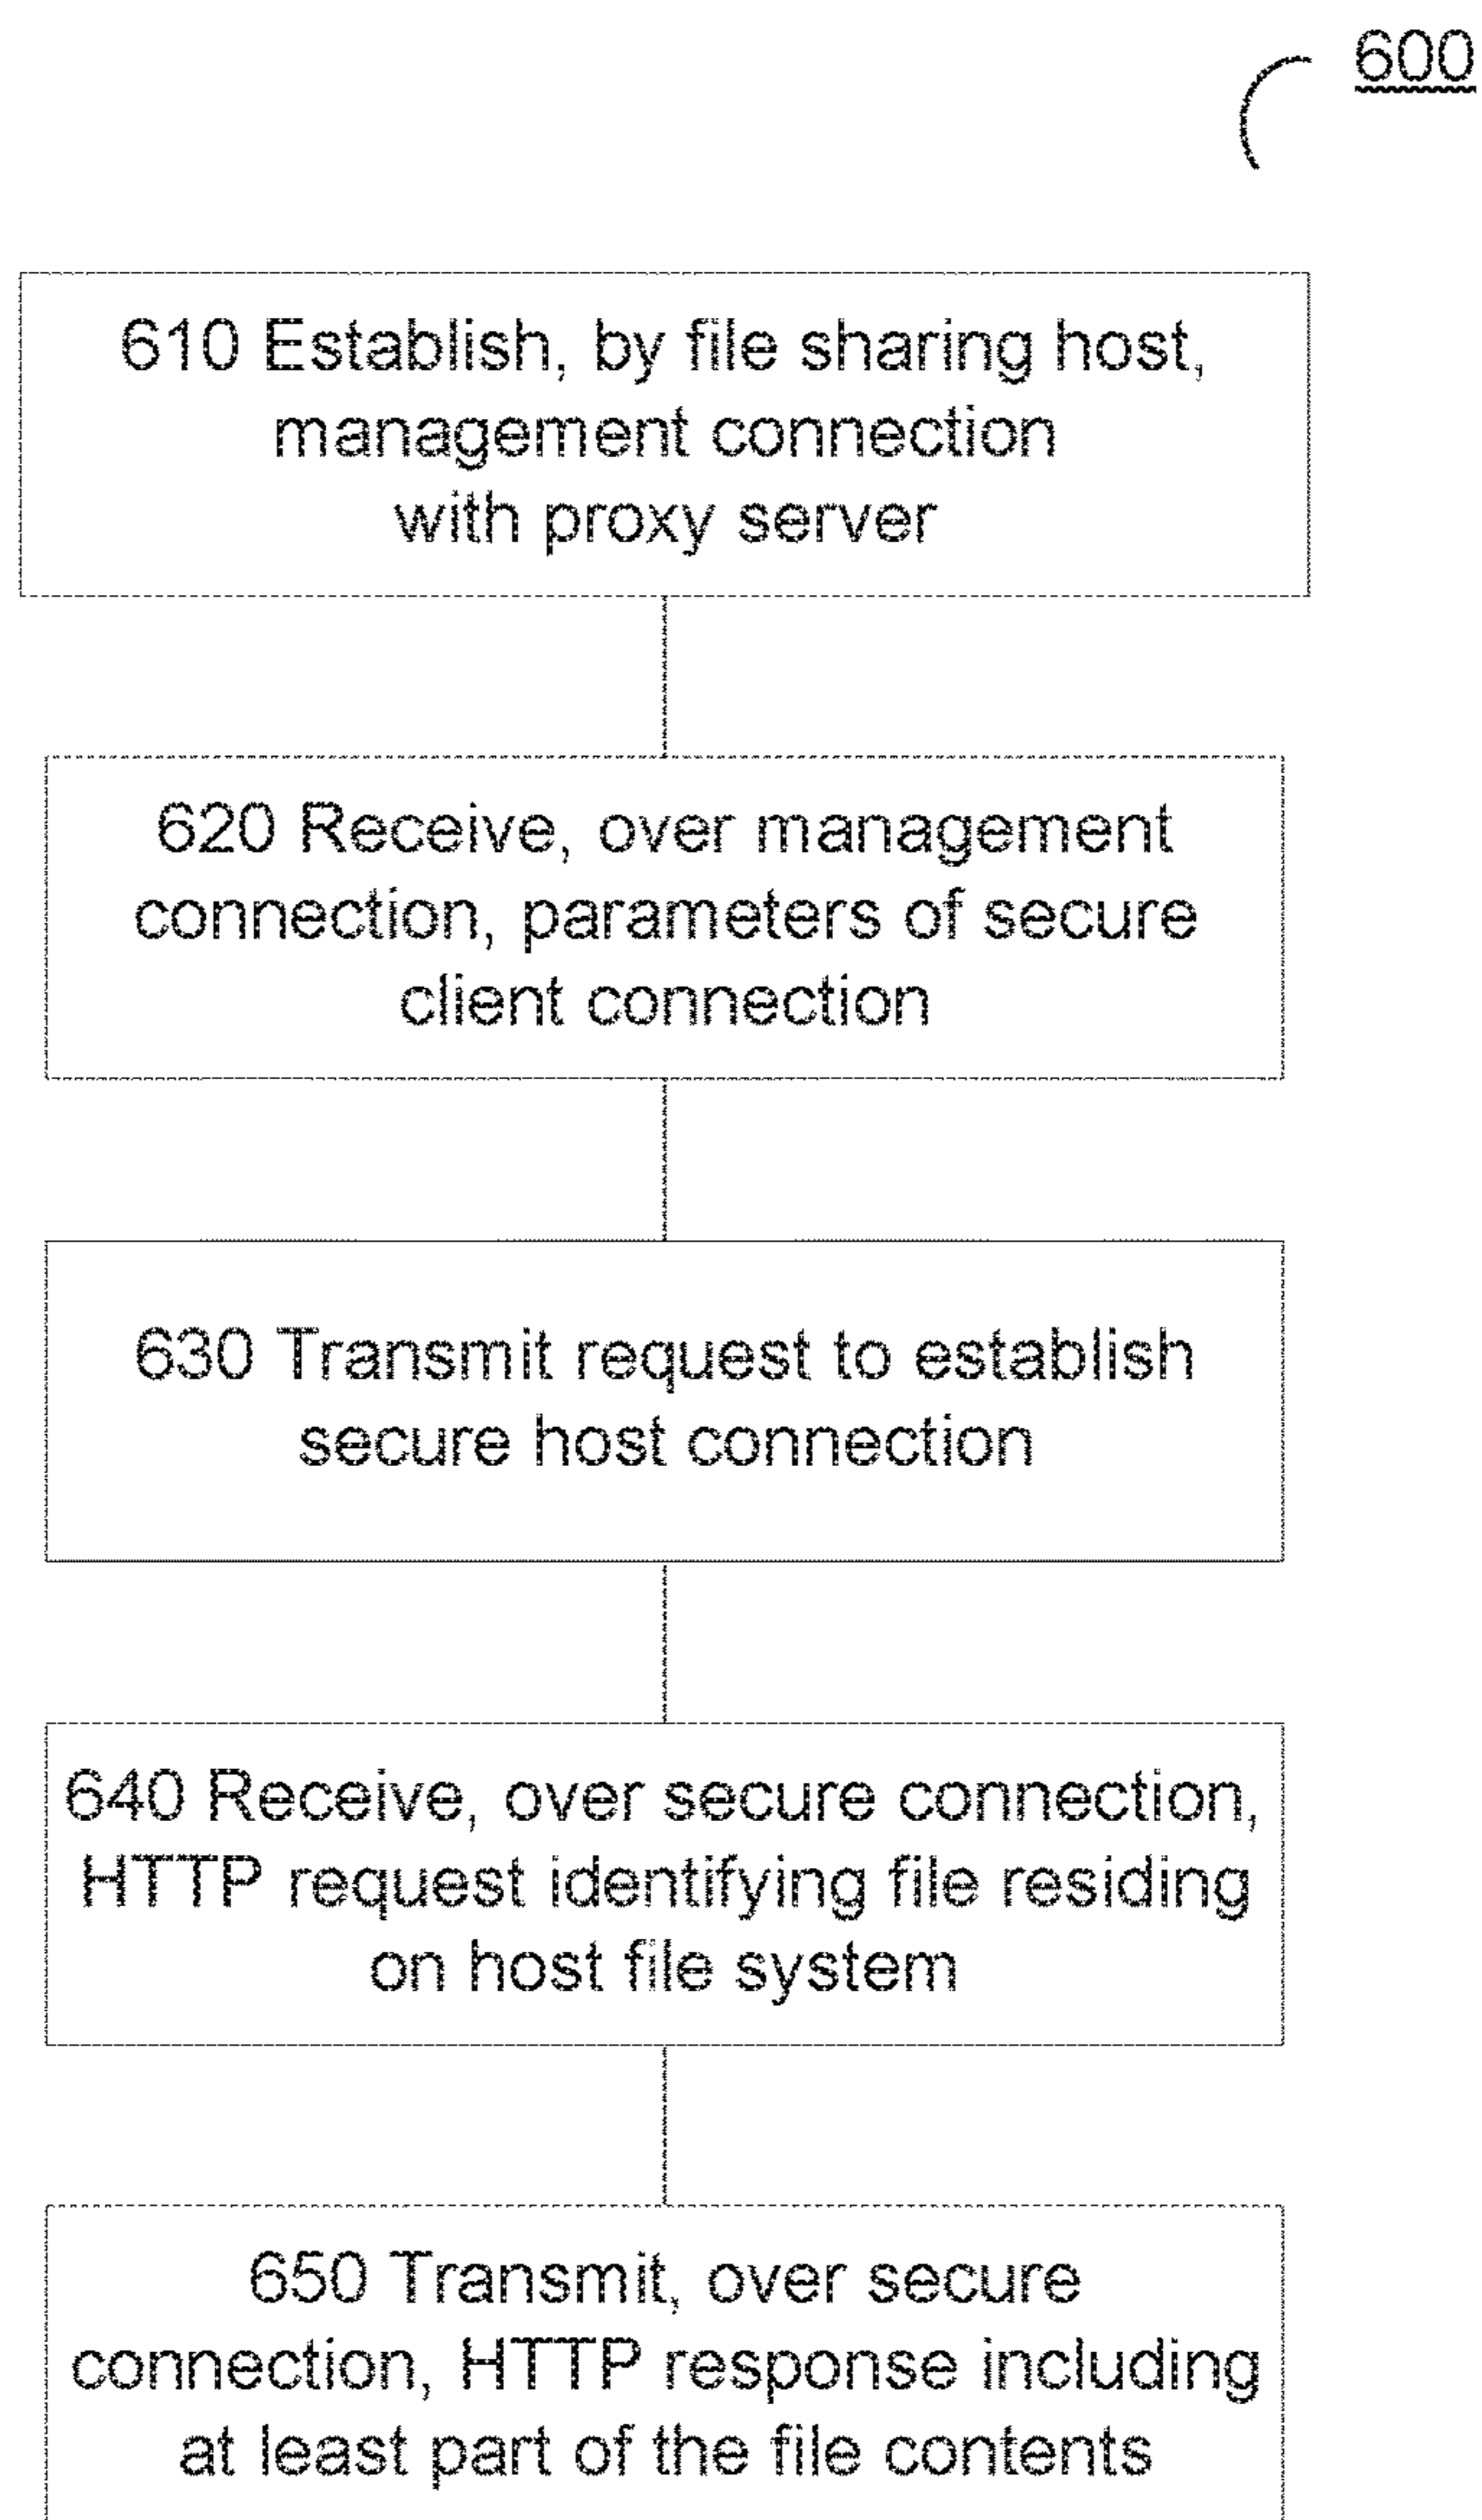 600
610 Establish, by file sharing host,
management connection
with proxy server
620 Receive, over management
connection, parameters of secure
client connection
630 Transmit request to establish
secure host connection
640 Receive, over secure connection,
HTTP request identifying file residing
on host file system
650 Transmit, over secure
connection, HTTP response including
at least part of the file contents